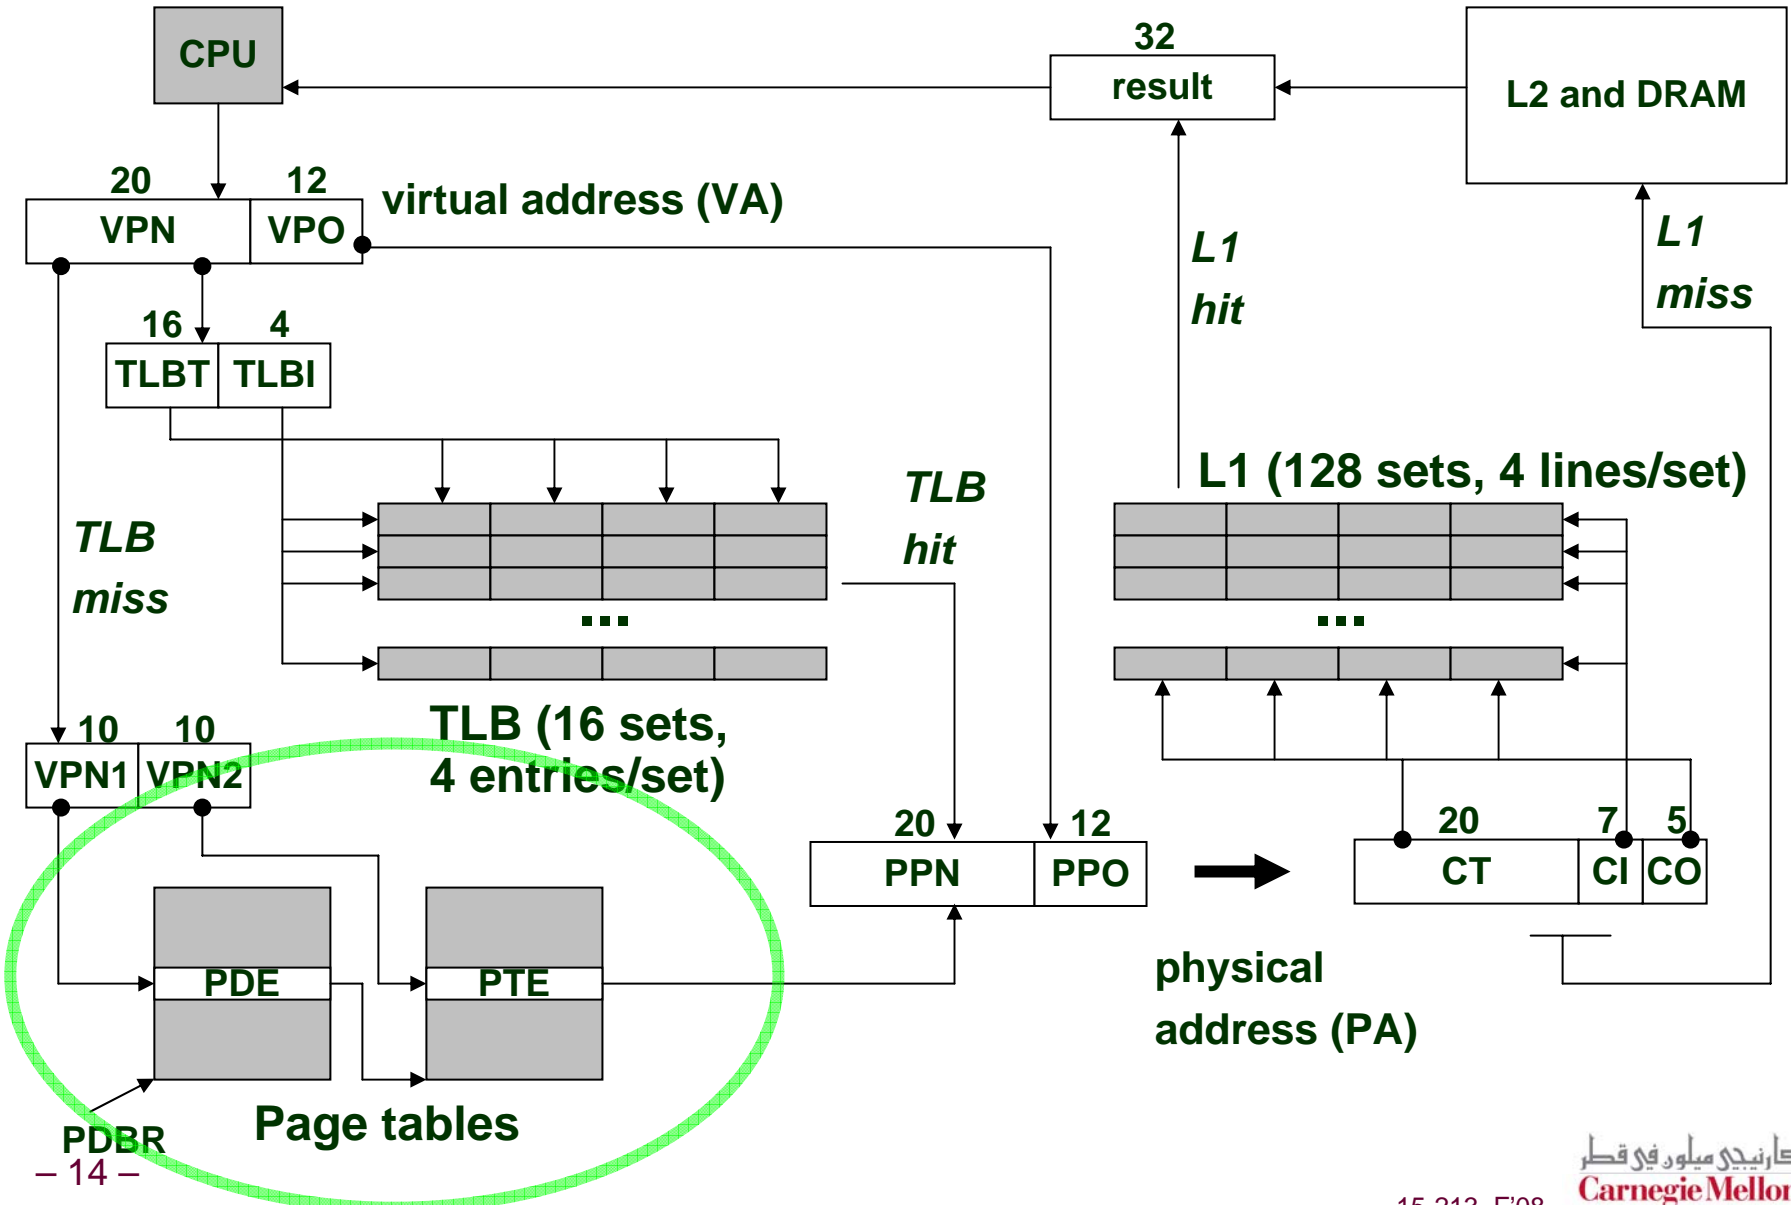 CPU
32
result
L2 and DRAM
20
12
VPN
VPO
virtual address (VA)
L1
hit
L1
miss
16
4
TLBT
TLBI
TLB
miss
TLB
hit
L1 (128 sets, 4 lines/set)
...
...
TLB (16 sets,
4 entries/set)
10
10
VPN1
VPN2
20
12
PPN
PPO
20
7
5
CT
CI
CO
PDE
PTE
physical
address (PA)
Page tables
PDBR
– 14 –
كارنيجي ميلون في قطر
Carnegie Mellon
15-213, F'08